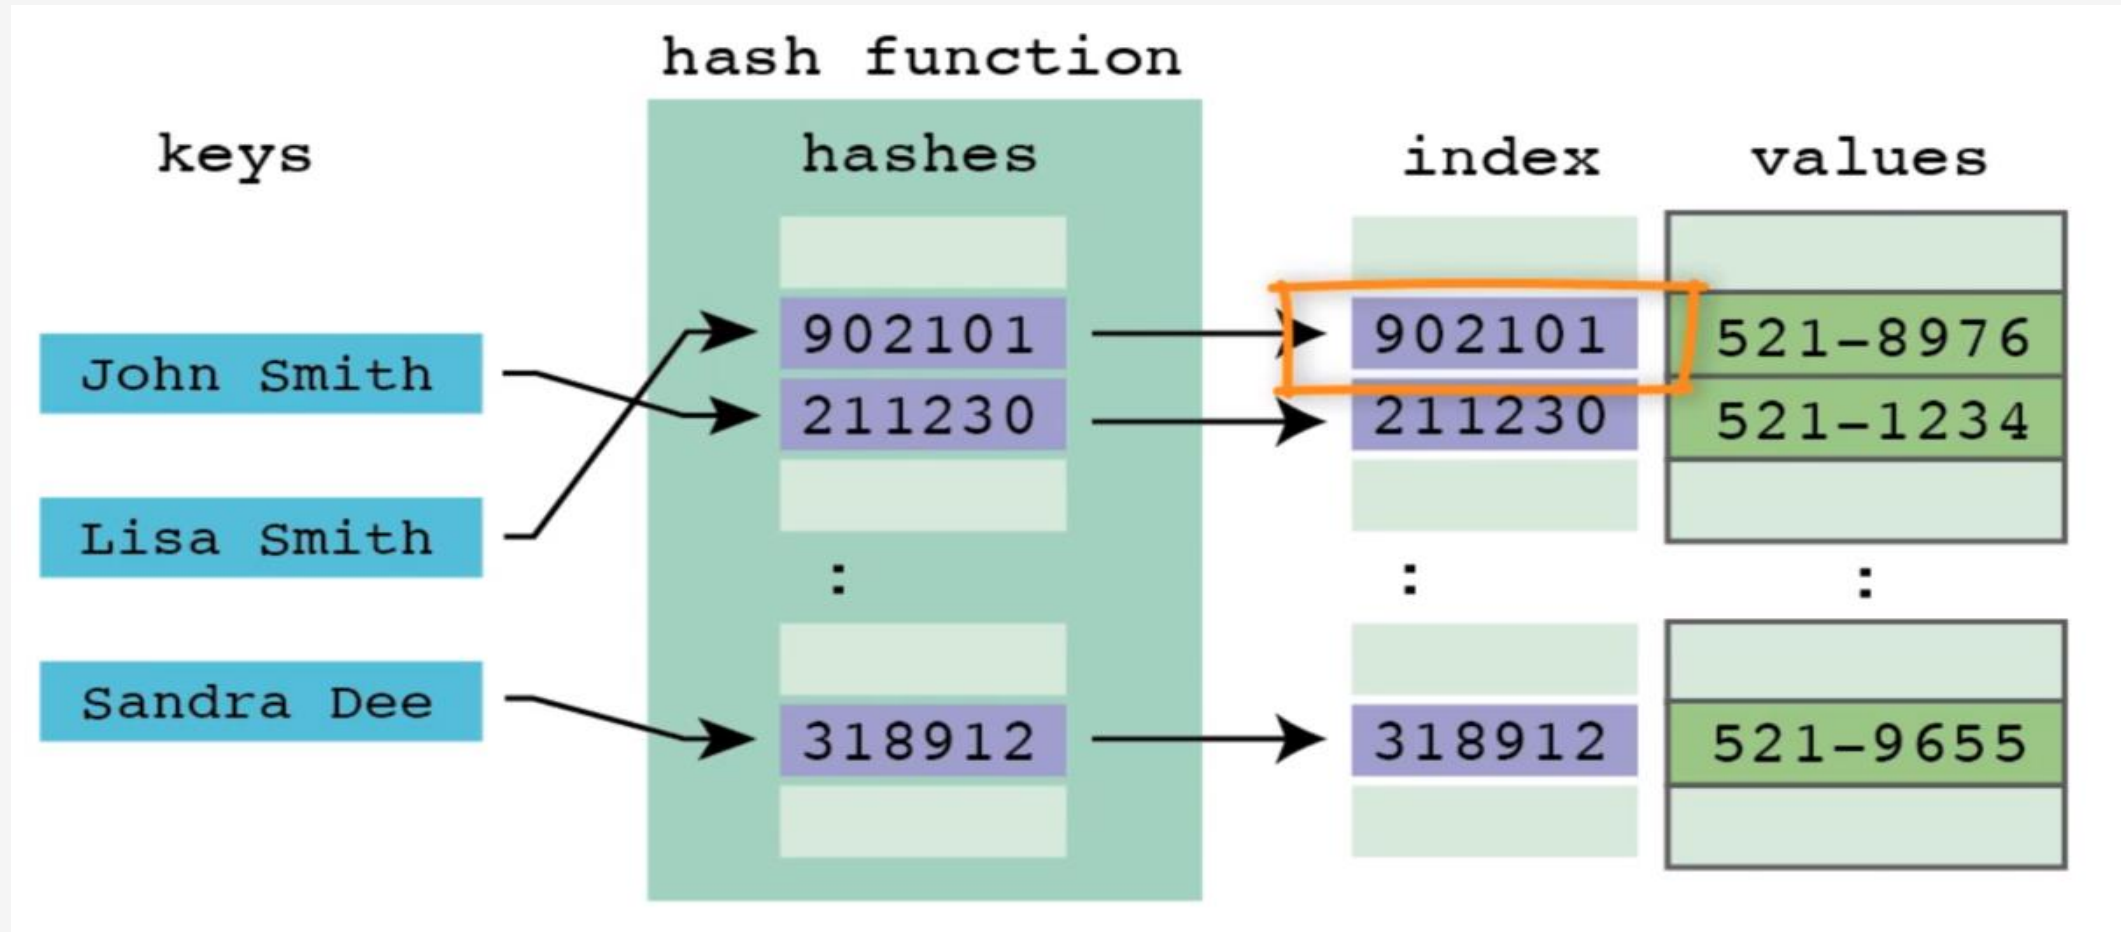 hash function
keys
hashes
index
values
902101
902101
521-8976
John Smith
211230
211230
521-1234
Lisa Smith
:
:
:
Sandra Dee
318912
318912
521-9655